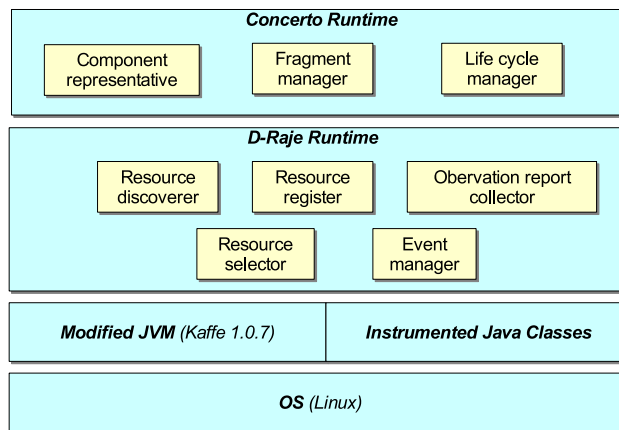 Concerto Runtime
Component
representative
Fragment
manager
Life cycle
manager
D-Raje Runtime
Resource
discoverer
Resource
register
Obervation report
collector
Resource
selector
Event
manager
Modified JVM (Kaffe 1.0.7)
Instrumented Java Classes
OS (Linux)